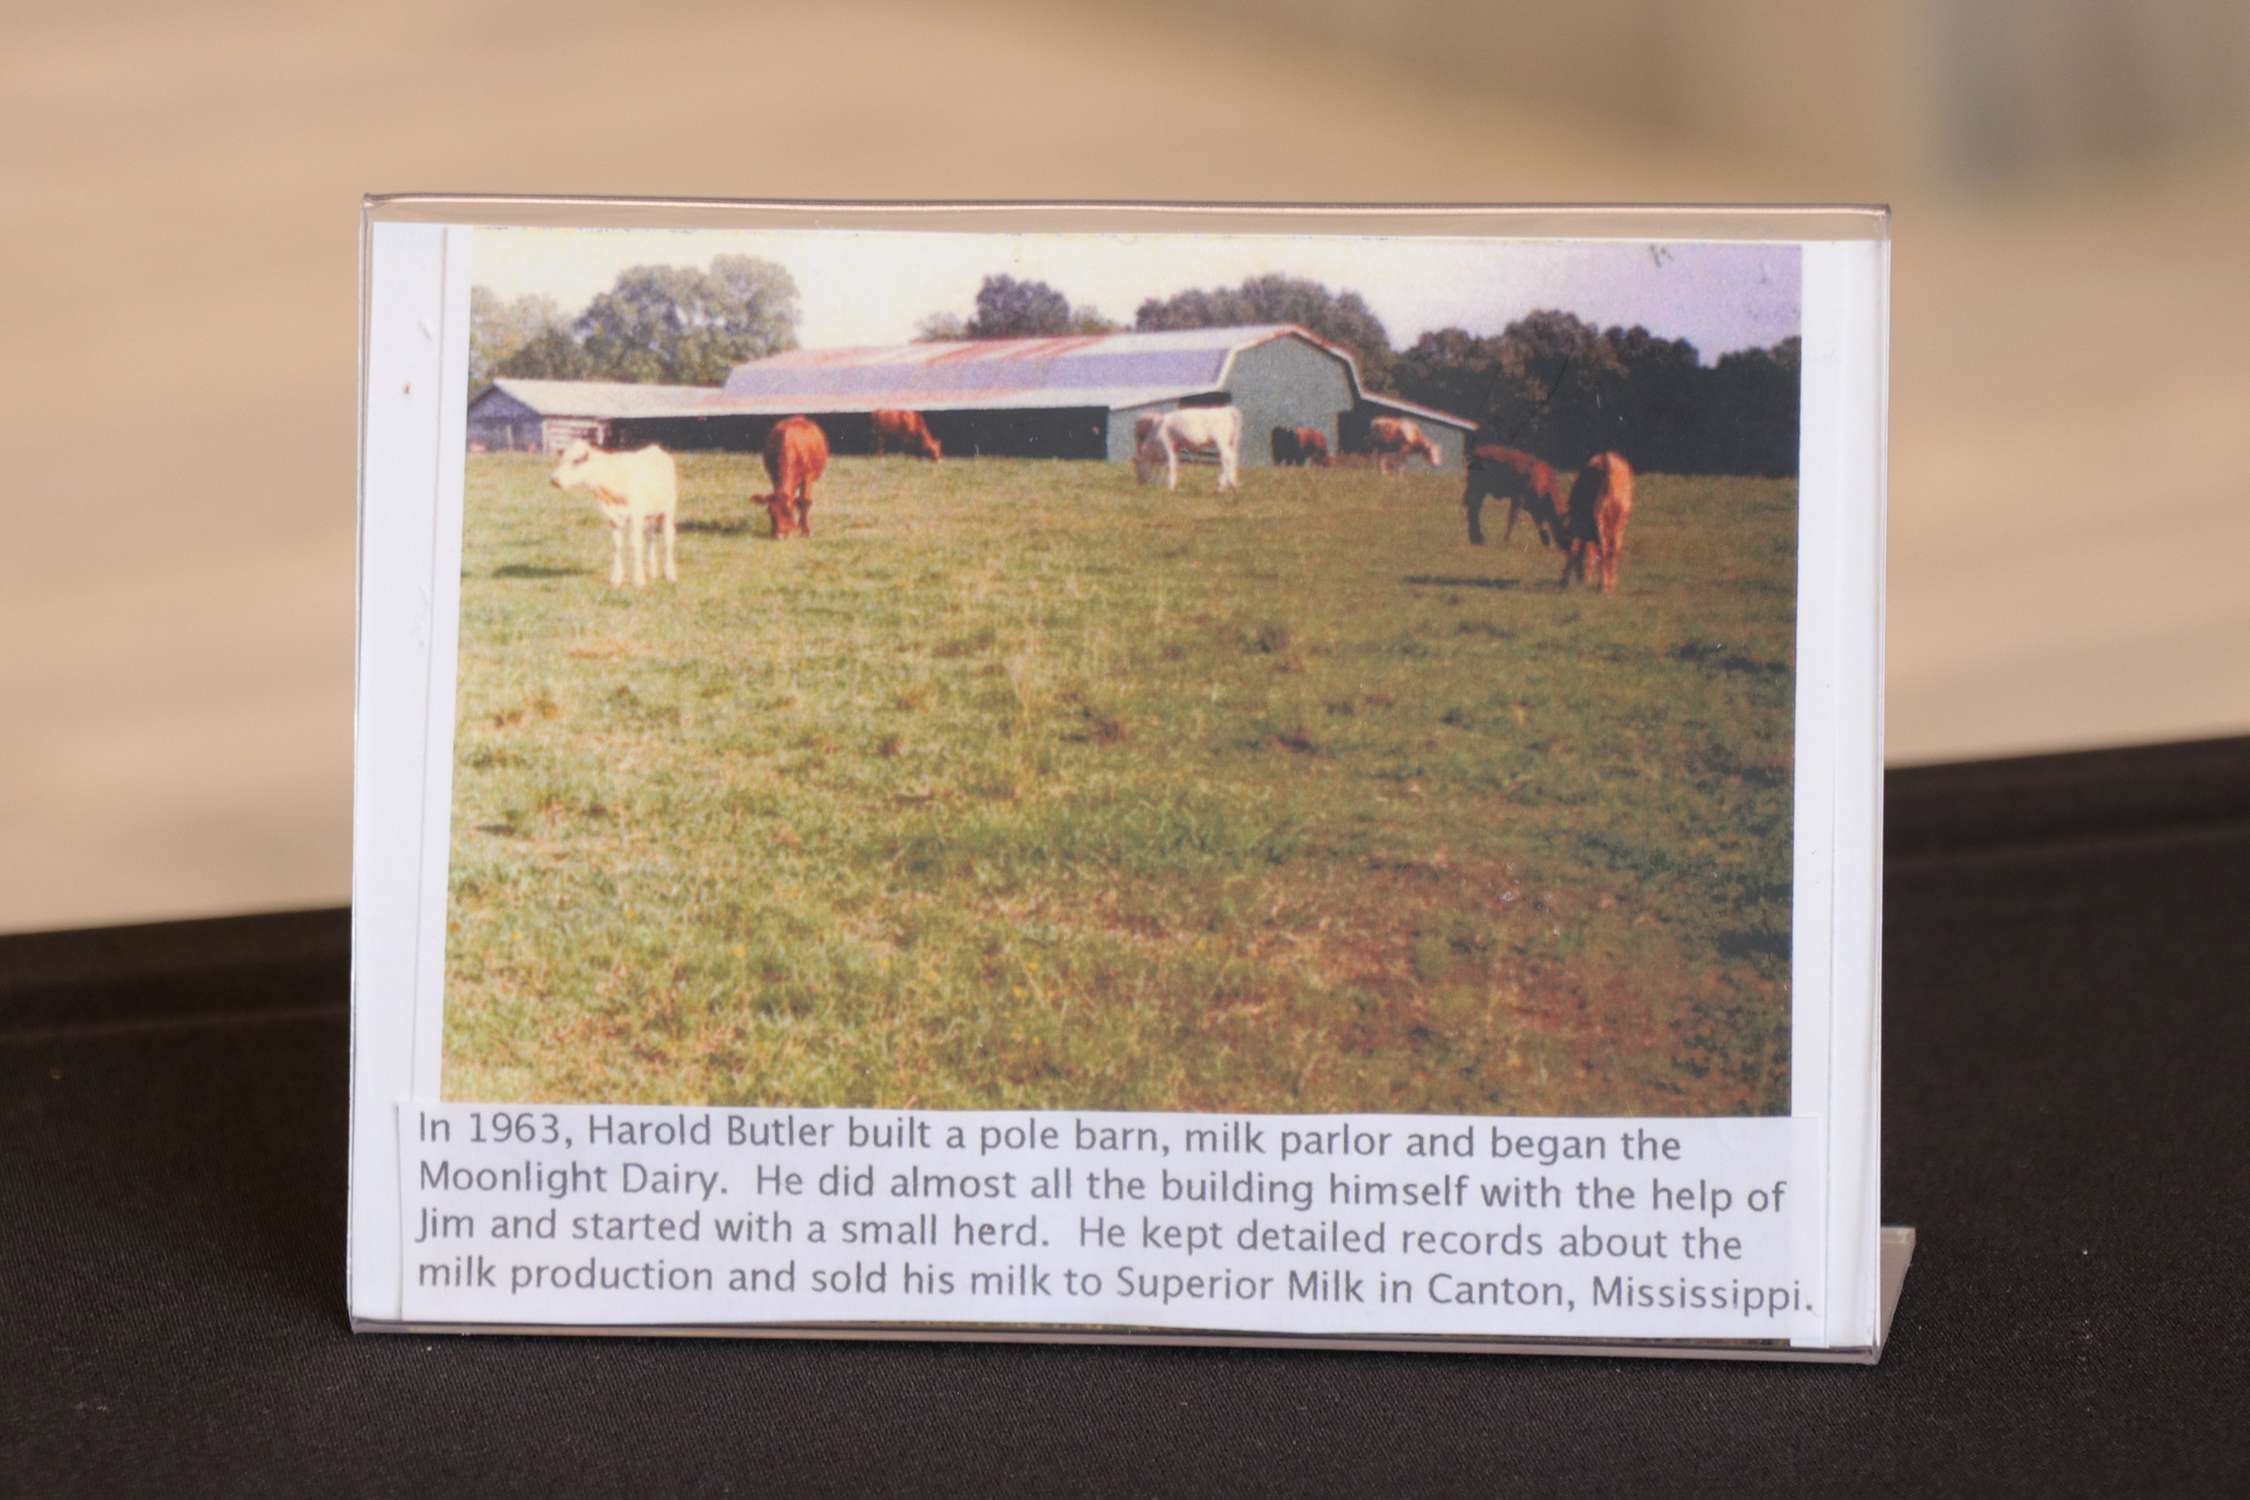 In 1963, Harold Butler built a pole barn, milk parlor and began the
Moonlight Dairy.  He did almost all the building himself with the help of
Jim and started with a small herd.  He kept detailed records about the
milk production and sold his milk to Superior Milk in Canton, Mississippi.